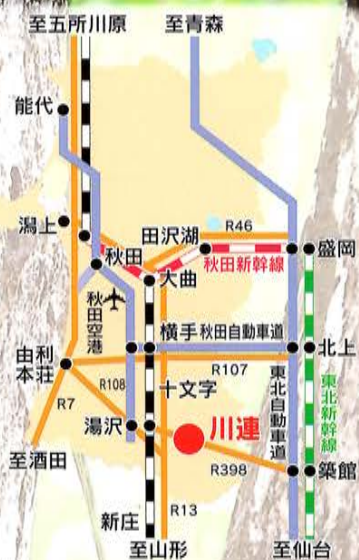 至五所川原
至青森
能代
潟上
田沢湖
R46
秋田
秋田新幹線
盛岡
大曲
秋田空港
横手
秋田自動車道
北上
由利
本荘
R108
R107
十文字
東北自動車道
東北新幹線
R7
湯沢
川連
至酒田
R398
築館
新庄
R13
至山形
至仙台